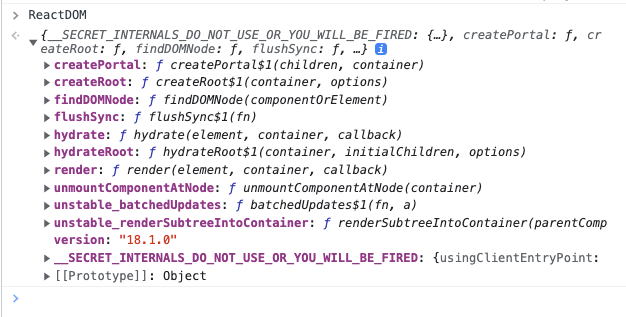 ReactDOM
{__SECRET_INTERNALS_DO_NOT_USE_OR_YOU_WILL_BE_FIRED: {…}, createPortal: ƒ, cr
eateRoot: ƒ, findDOMNode: ƒ, flushSync: ƒ, …} i
createPortal: ƒ createPortal$1(children, container)
createRoot: ƒ createRoot$1(container, options)
findDOMNode: ƒ findDOMNode(componentOrElement)
flushSync: ƒ flushSync$1(fn)
hydrate: ƒ hydrate(element, container, callback)
hydrateRoot: ƒ hydrateRoot$1(container, initialChildren, options)
render: ƒ render(element, container, callback)
unmountComponentAtNode: ƒ unmountComponentAtNode(container)
unstable_batchedUpdates: ƒ batchedUpdates$1(fn, a)
unstable_renderSubtreeIntoContainer: ƒ renderSubtreeIntoContainer(parentComp
version: "18.1.0"
__SECRET_INTERNALS_DO_NOT_USE_OR_YOU_WILL_BE_FIRED: {usingClientEntryPoint:
[[Prototype]]: Object